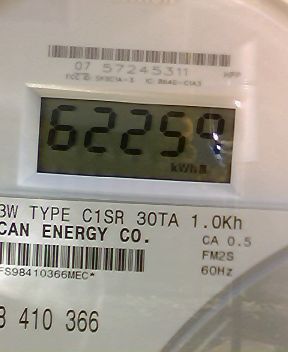 07 57245311
62259
kWh
3W TYPE C1SR 30TA 1.0Kh
CAN ENERGY CO. CA 0.5
FM2S
60Hz
FS98410366MEC*
8 410 366